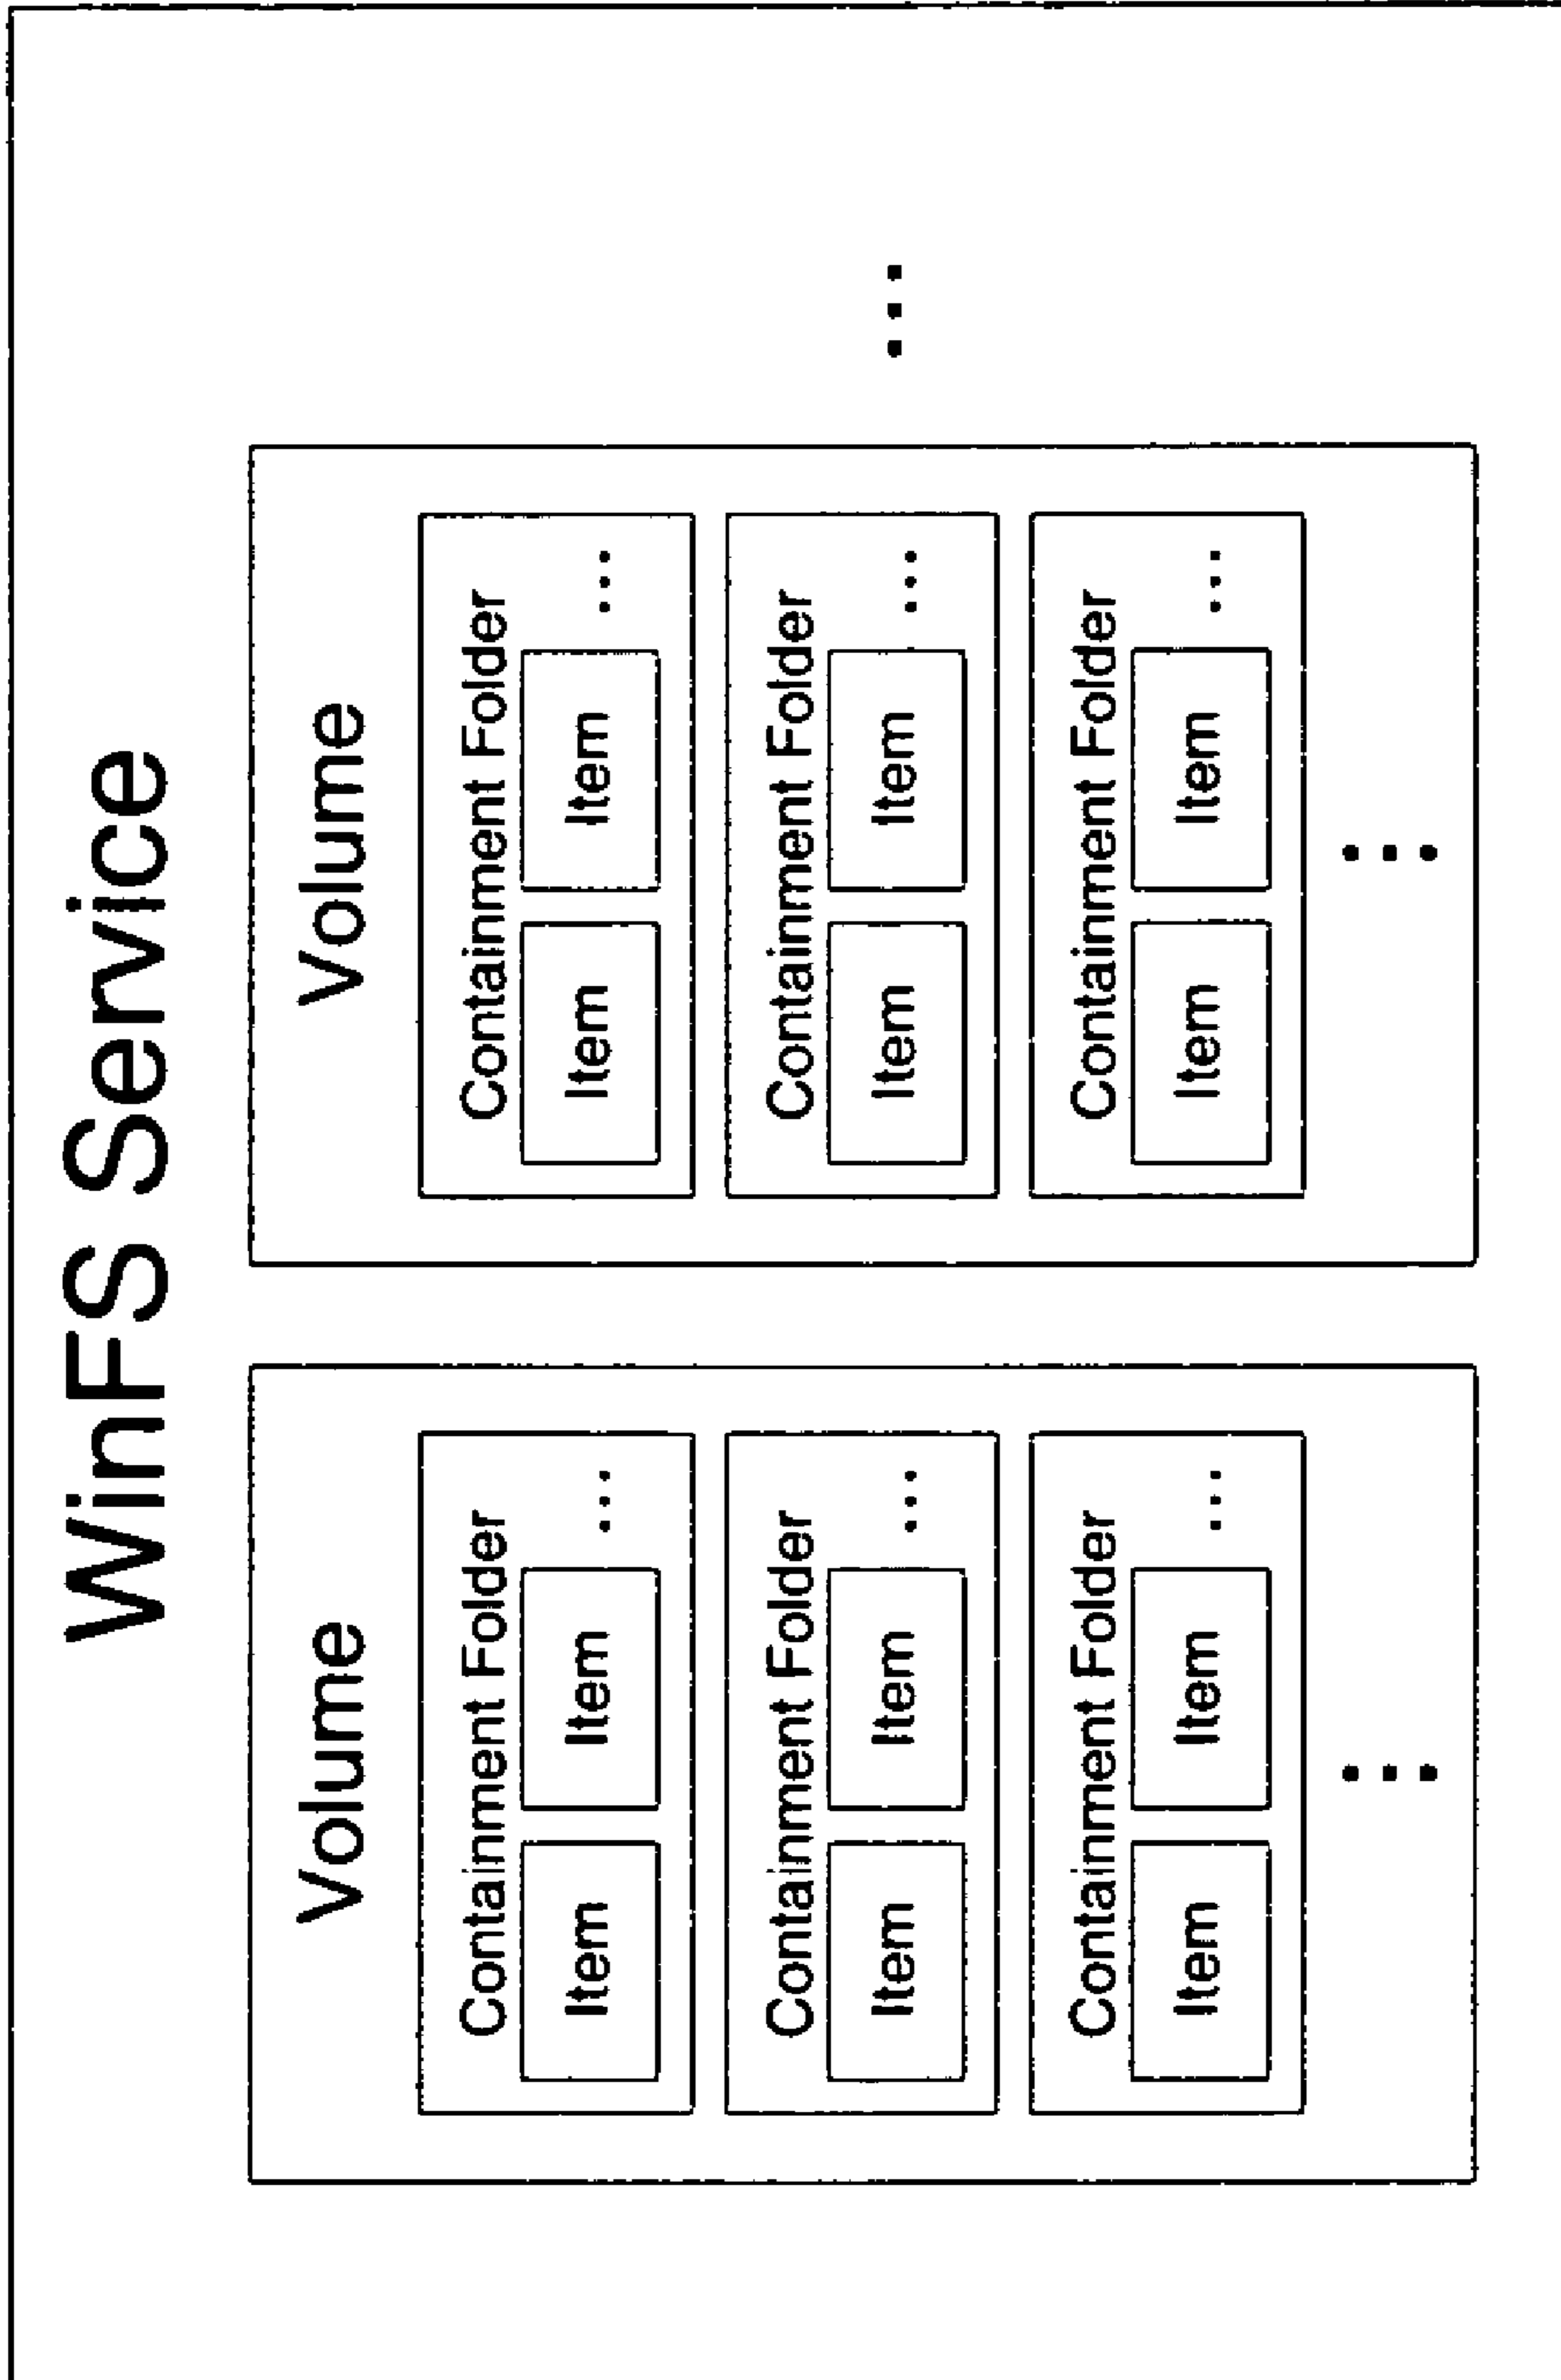 WinFS Service
Volume
Containment Folder
Item Item ...
Containment Folder
Item Item ...
Containment Folder
Item Item ...
...
Volume
Containment Folder
Item Item ...
Containment Folder
Item Item ...
Containment Folder
Item Item ...
...
...